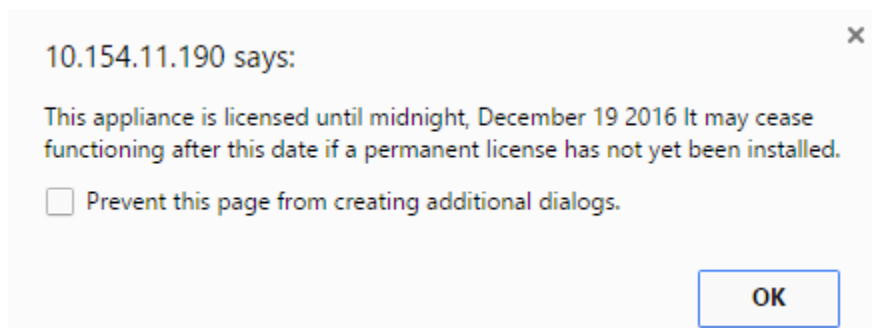 10.154.11.190 says:
This appliance is licensed until midnight, December 19 2016 It may cease
functioning after this date if a permanent license has not yet been installed.
Prevent this page from creating additional dialogs.
OK